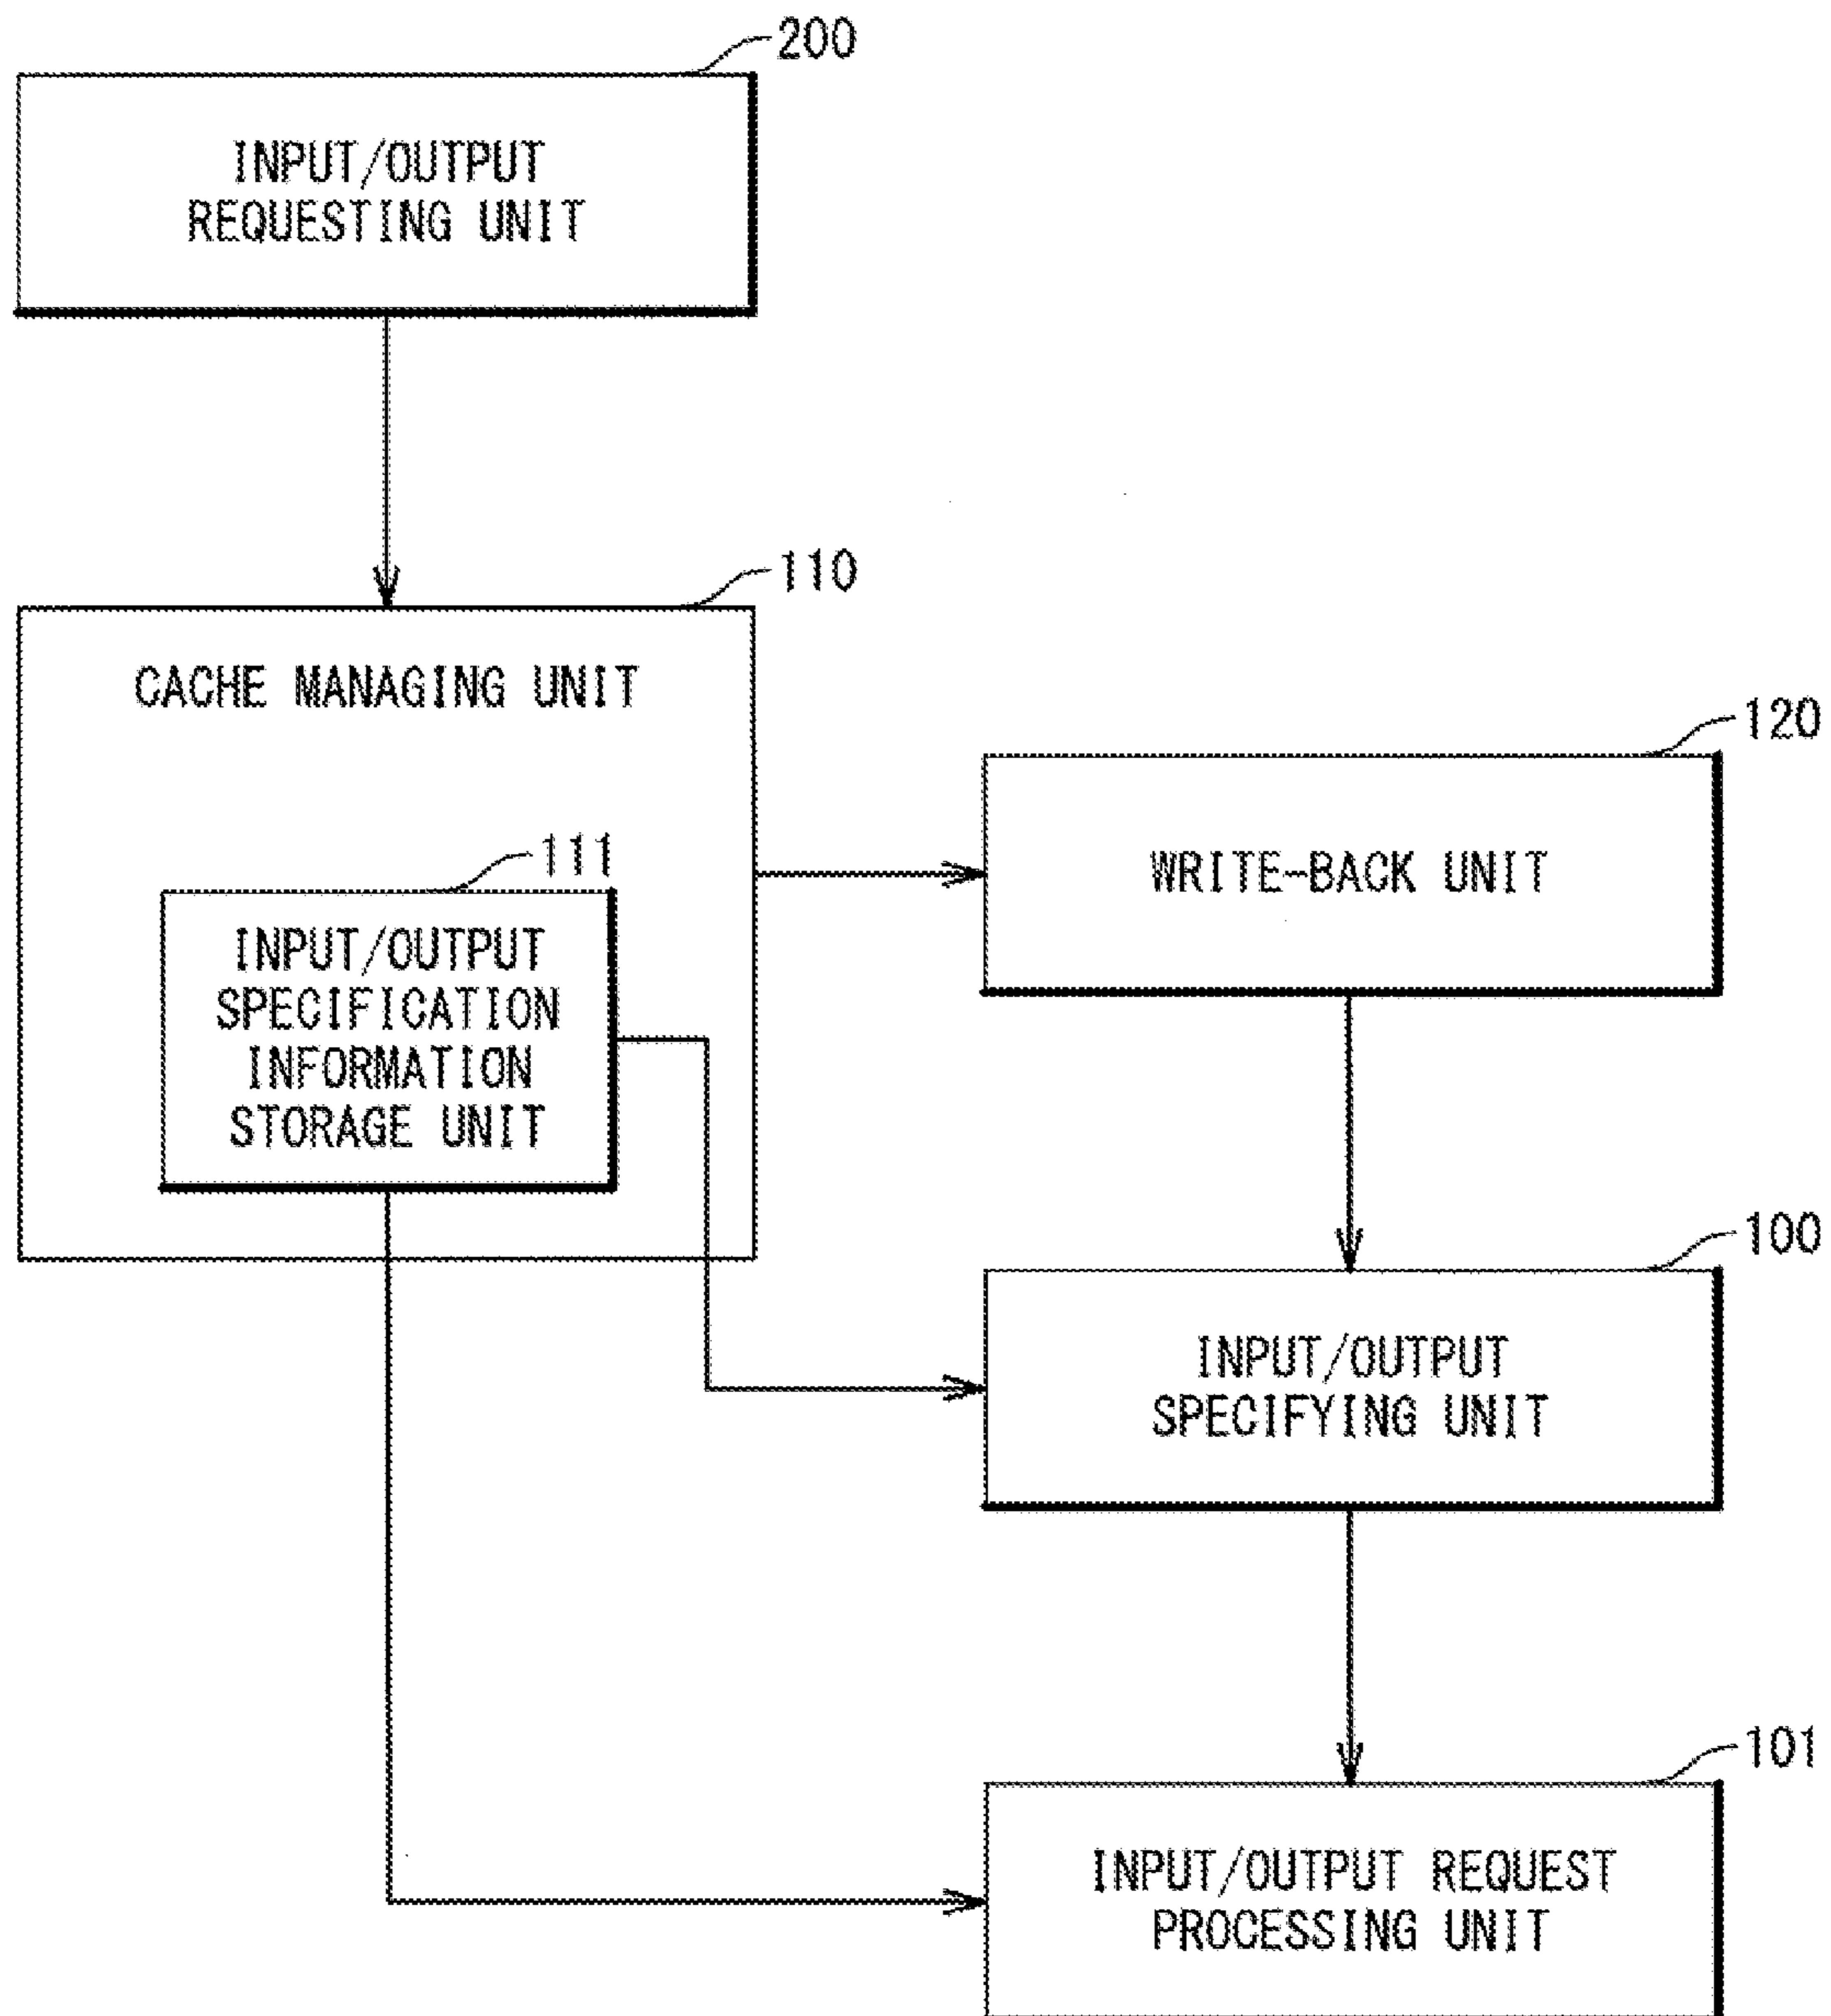 200
INPUT/OUTPUT
REQUESTING UNIT
110
CACHE MANAGING UNIT
120
WRITE-BACK UNIT
111
INPUT/OUTPUT
SPECIFICATION
INFORMATION
STORAGE UNIT
100
INPUT/OUTPUT
SPECIFYING UNIT
101
INPUT/OUTPUT REQUEST
PROCESSING UNIT